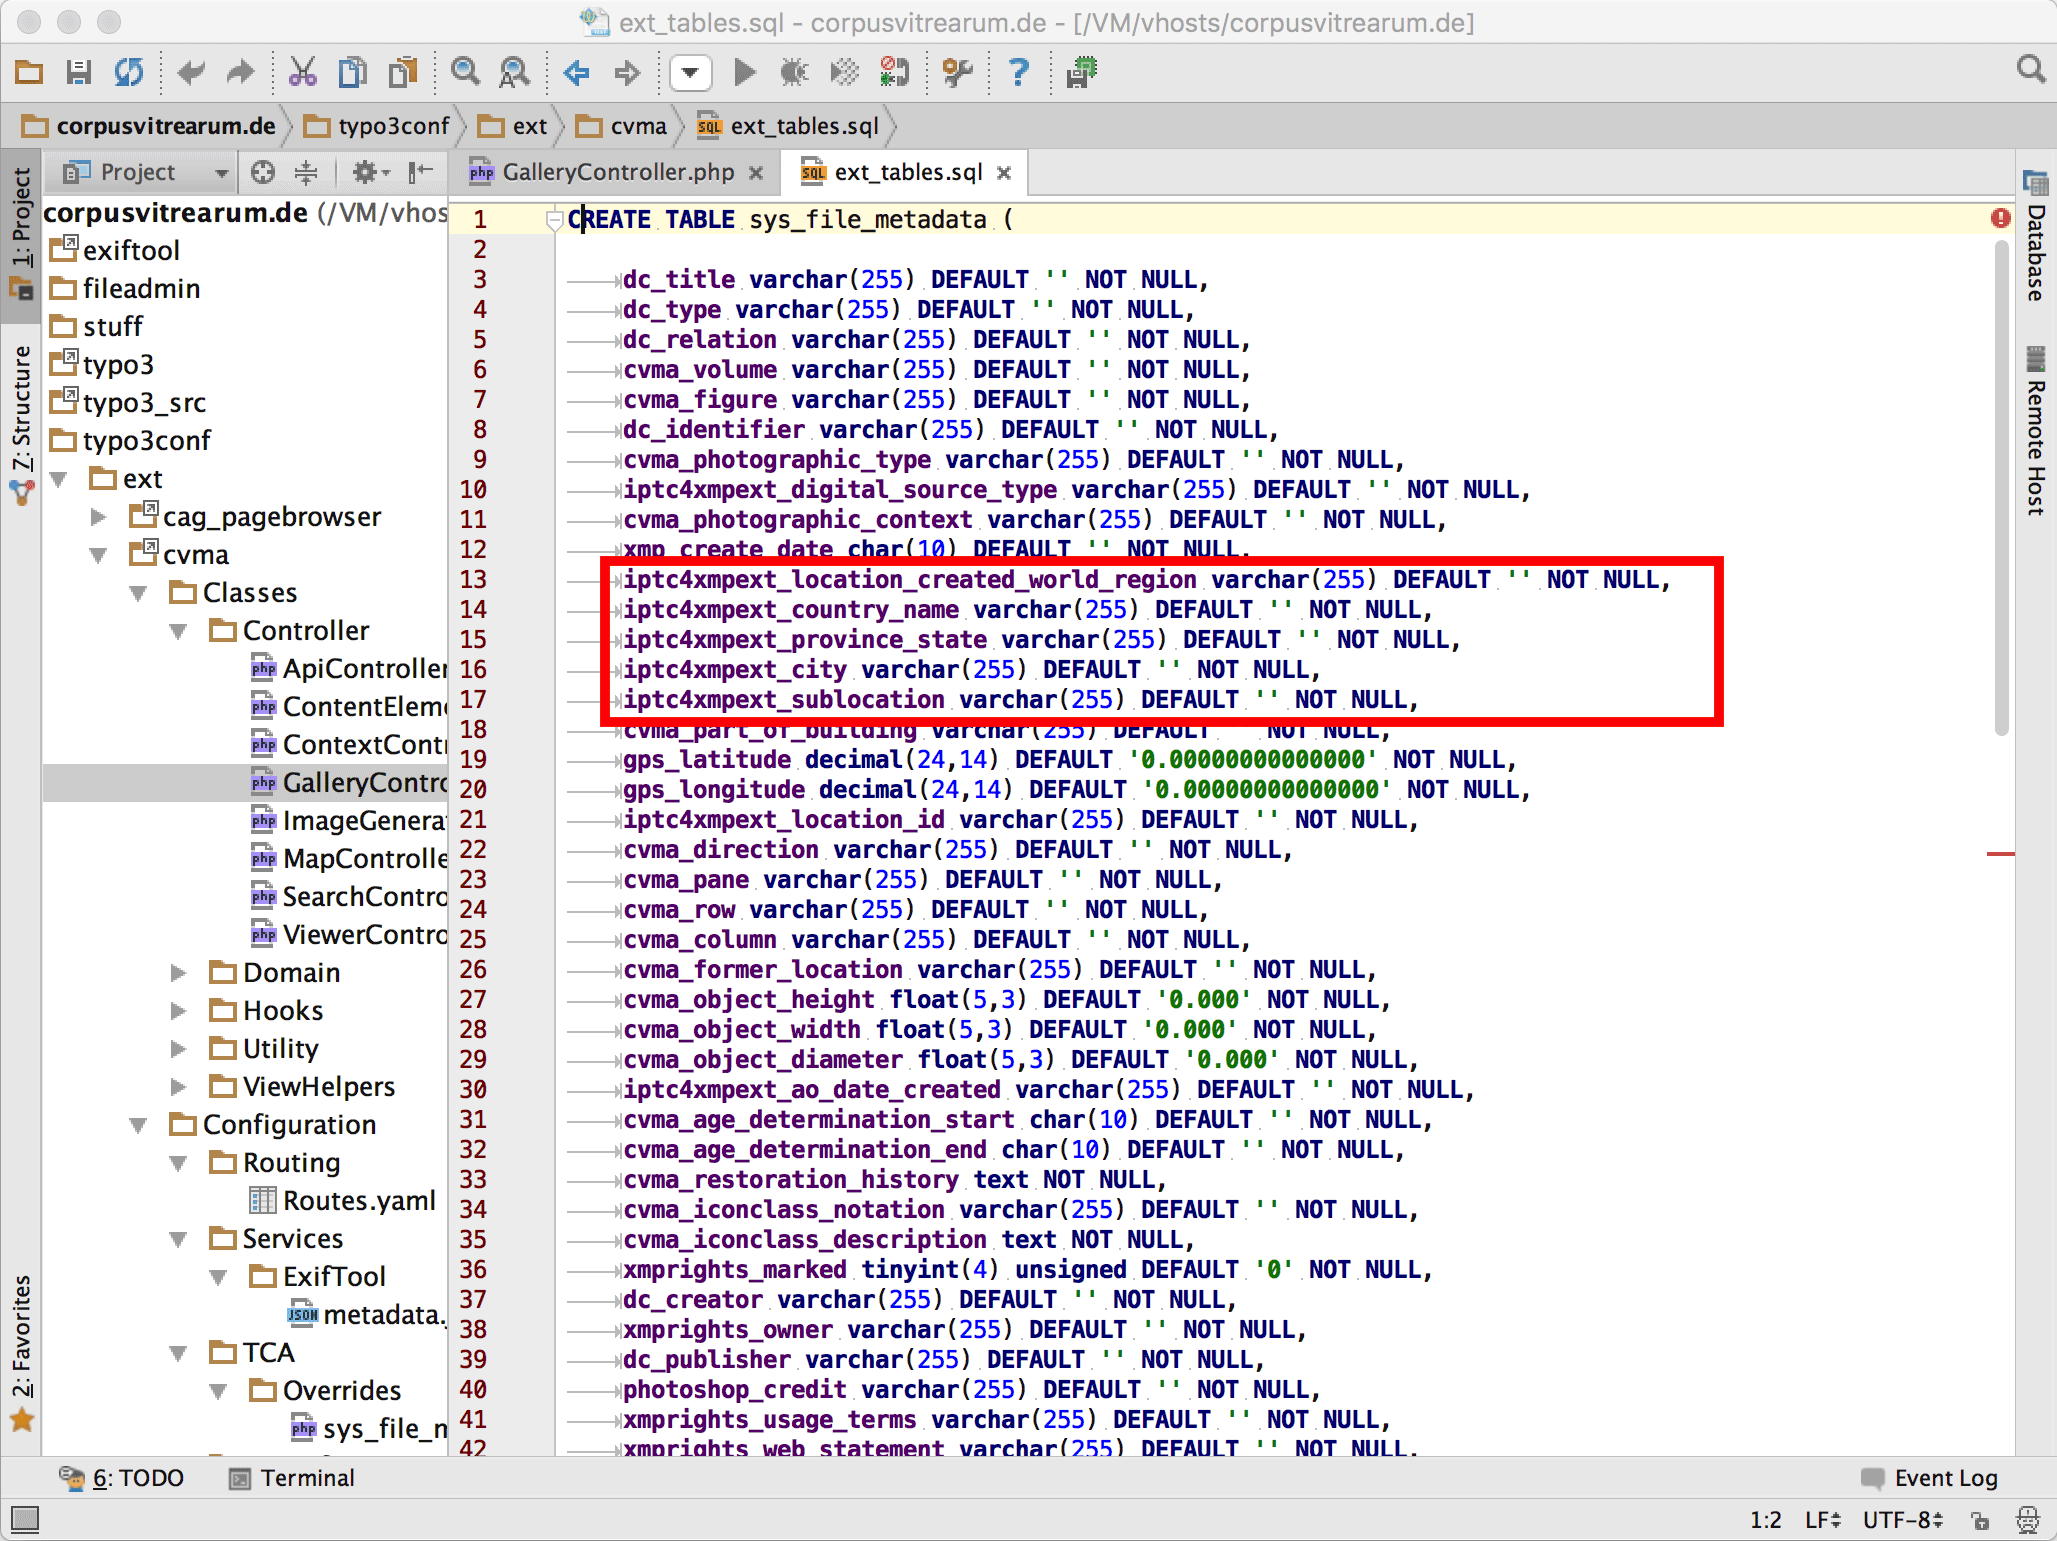 ext_tables.sql - corpusvitrearum.de - [/VM/vhosts/corpusvitrearum.de]
corpusvitrearum.de typo3conf ext cvma ext_tables.sql
Project
GalleryController.php
ext_tables.sql
1: Project
7: Structure
2: Favorites
corpusvitrearum.de (/VM/vhos
exiftool
fileadmin
stuff
typo3
typo3_src
typo3conf
ext
cag_pagebrowser
cvma
Classes
Controller
ApiController
ContentEleme
ContextContr
GalleryContro
ImageGenerat
MapControlle
SearchContro
ViewerContro
Domain
Hooks
Utility
ViewHelpers
Configuration
Routing
Routes.yaml
Services
ExifTool
metadata.
TCA
Overrides
sys_file_m
1 CREATE TABLE sys_file_metadata (
2
3 dc_title varchar(255) DEFAULT '' NOT NULL,
4 dc_type varchar(255) DEFAULT '' NOT NULL,
5 dc_relation varchar(255) DEFAULT '' NOT NULL,
6 cvma_volume varchar(255) DEFAULT '' NOT NULL,
7 cvma_figure varchar(255) DEFAULT '' NOT NULL,
8 dc_identifier varchar(255) DEFAULT '' NOT NULL,
9 cvma_photographic_type varchar(255) DEFAULT '' NOT NULL,
10 iptc4xmpext_digital_source_type varchar(255) DEFAULT '' NOT NULL,
11 cvma_photographic_context varchar(255) DEFAULT '' NOT NULL,
12 xmp_create_date char(10) DEFAULT '' NOT NULL,
13 iptc4xmpext_location_created_world_region varchar(255) DEFAULT '' NOT NULL,
14 iptc4xmpext_country_name varchar(255) DEFAULT '' NOT NULL,
15 iptc4xmpext_province_state varchar(255) DEFAULT '' NOT NULL,
16 iptc4xmpext_city varchar(255) DEFAULT '' NOT NULL,
17 iptc4xmpext_sublocation varchar(255) DEFAULT '' NOT NULL,
18 cvma_part_of_building varchar(255) DEFAULT '' NOT NULL,
19 gps_latitude decimal(24,14) DEFAULT '0.00000000000000' NOT NULL,
20 gps_longitude decimal(24,14) DEFAULT '0.00000000000000' NOT NULL,
21 iptc4xmpext_location_id varchar(255) DEFAULT '' NOT NULL,
22 cvma_direction varchar(255) DEFAULT '' NOT NULL,
23 cvma_pane varchar(255) DEFAULT '' NOT NULL,
24 cvma_row varchar(255) DEFAULT '' NOT NULL,
25 cvma_column varchar(255) DEFAULT '' NOT NULL,
26 cvma_former_location varchar(255) DEFAULT '' NOT NULL,
27 cvma_object_height float(5,3) DEFAULT '0.000' NOT NULL,
28 cvma_object_width float(5,3) DEFAULT '0.000' NOT NULL,
29 cvma_object_diameter float(5,3) DEFAULT '0.000' NOT NULL,
30 iptc4xmpext_ao_date_created varchar(255) DEFAULT '' NOT NULL,
31 cvma_age_determination_start char(10) DEFAULT '' NOT NULL,
32 cvma_age_determination_end char(10) DEFAULT '' NOT NULL,
33 cvma_restoration_history text NOT NULL,
34 cvma_iconclass_notation varchar(255) DEFAULT '' NOT NULL,
35 cvma_iconclass_description text NOT NULL,
36 xmprights_marked tinyint(4) unsigned DEFAULT '0' NOT NULL,
37 dc_creator varchar(255) DEFAULT '' NOT NULL,
38 xmprights_owner varchar(255) DEFAULT '' NOT NULL,
39 dc_publisher varchar(255) DEFAULT '' NOT NULL,
40 photoshop_credit varchar(255) DEFAULT '' NOT NULL,
41 xmprights_usage_terms varchar(255) DEFAULT '' NOT NULL,
42 xmprights_web_statement varchar(255) DEFAULT '' NOT NULL,
Database
Remote Host
6: TODO
Terminal
Event Log
1:2 LF UTF-8